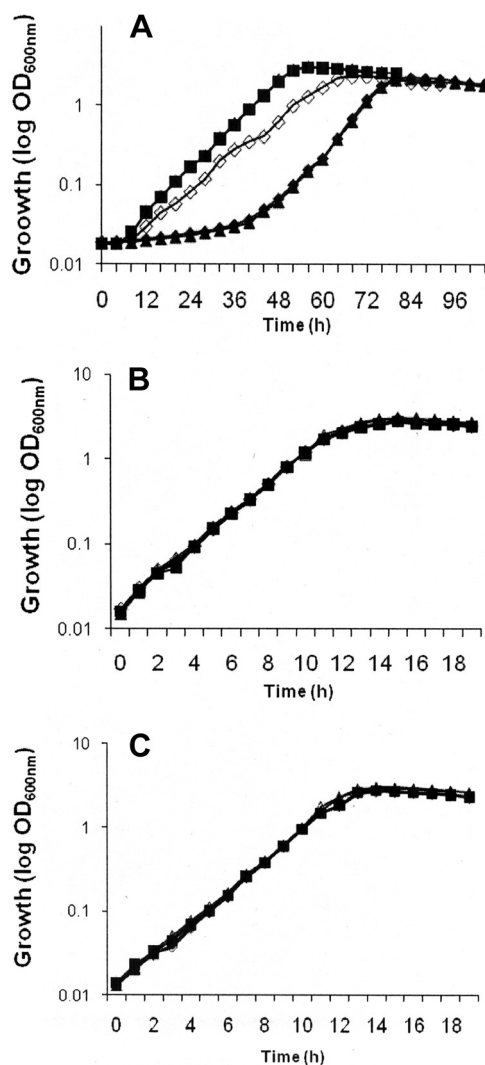 A
Groowth (log OD600nm)
1
0.1
0.01
0 12 24 36 48 60 72 84 96
Time (h)
B
Growth (log OD600nm)
10
1
0.1
0.01
0 2 4 6 8 10 12 14 16 18
Time (h)
C
Growth (log OD600nm)
10
1
0.1
0.01
0 2 4 6 8 10 12 14 16 18
Time (h)